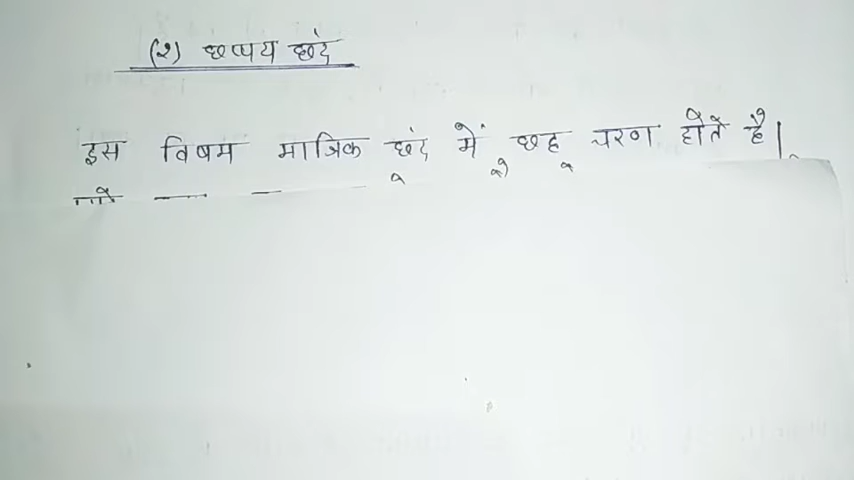 (२) छप्पय छंद
इस विषम मात्रिक छंद में छह चरण होते है।